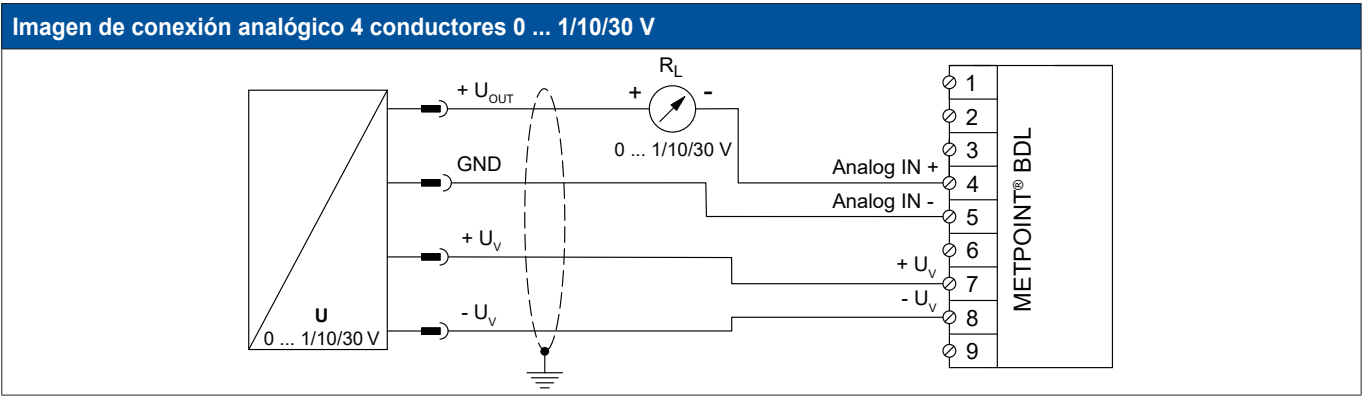 Imagen de conexión analógico 4 conductores 0 ... 1/10/30 V
+ U_OUT
R_L
+ -
0 ... 1/10/30 V
GND
+ U_V
- U_V
U
0 ... 1/10/30 V
Analog IN +
Analog IN -
+ U_V
- U_V
1
2
3
4
5
6
7
8
9
METPOINT® BDL